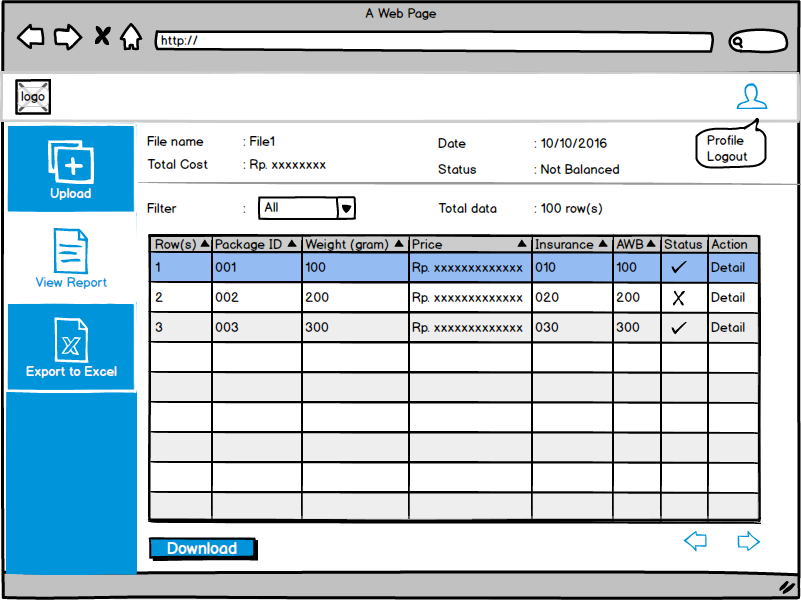 A Web Page
http://
logo
Profile
Logout
Upload
View Report
Export to Excel
File name : File1
Total Cost : Rp. xxxxxxxx
Date : 10/10/2016
Status : Not Balanced
Filter : All
Total data : 100 row(s)
Row(s) Package ID Weight (gram) Price Insurance AWB Status Action
1 001 100 Rp. xxxxxxxxxxxxx 010 100 ✓ Detail
2 002 200 Rp. xxxxxxxxxxxxx 020 200 X Detail
3 003 300 Rp. xxxxxxxxxxxxx 030 300 ✓ Detail
Download